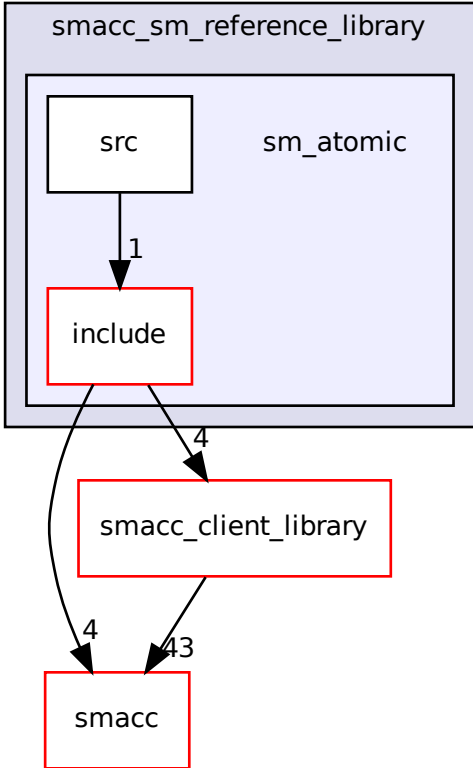 smacc_sm_reference_library
src
sm_atomic
1
include
4
smacc_client_library
4
43
smacc